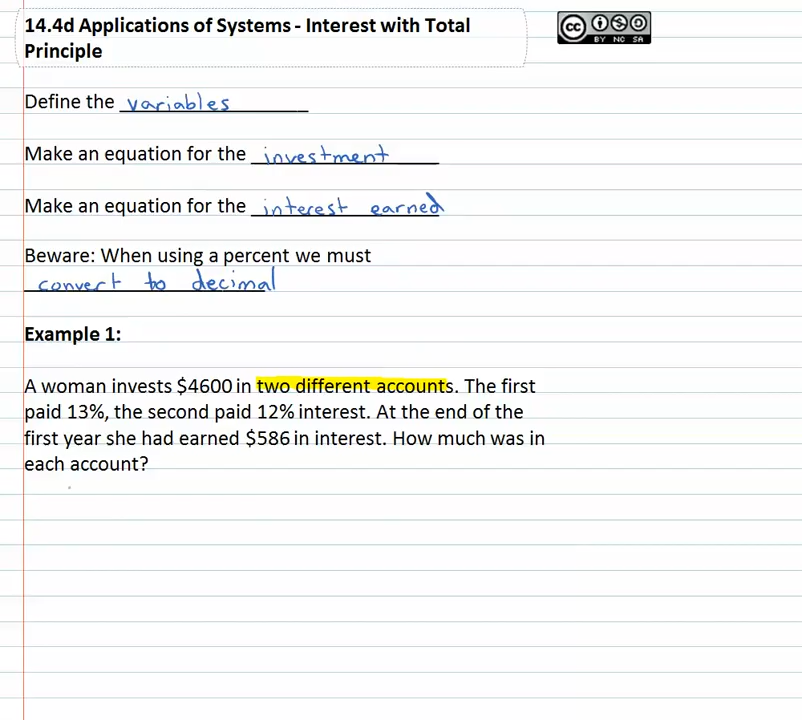 14.4d Applications of Systems - Interest with Total
Principle
cc BY NC SA
Define the variables
Make an equation for the investment
Make an equation for the interest earned
Beware: When using a percent we must
convert to decimal
Example 1:
A woman invests $4600 in two different accounts. The first
paid 13%, the second paid 12% interest. At the end of the
first year she had earned $586 in interest. How much was in
each account?